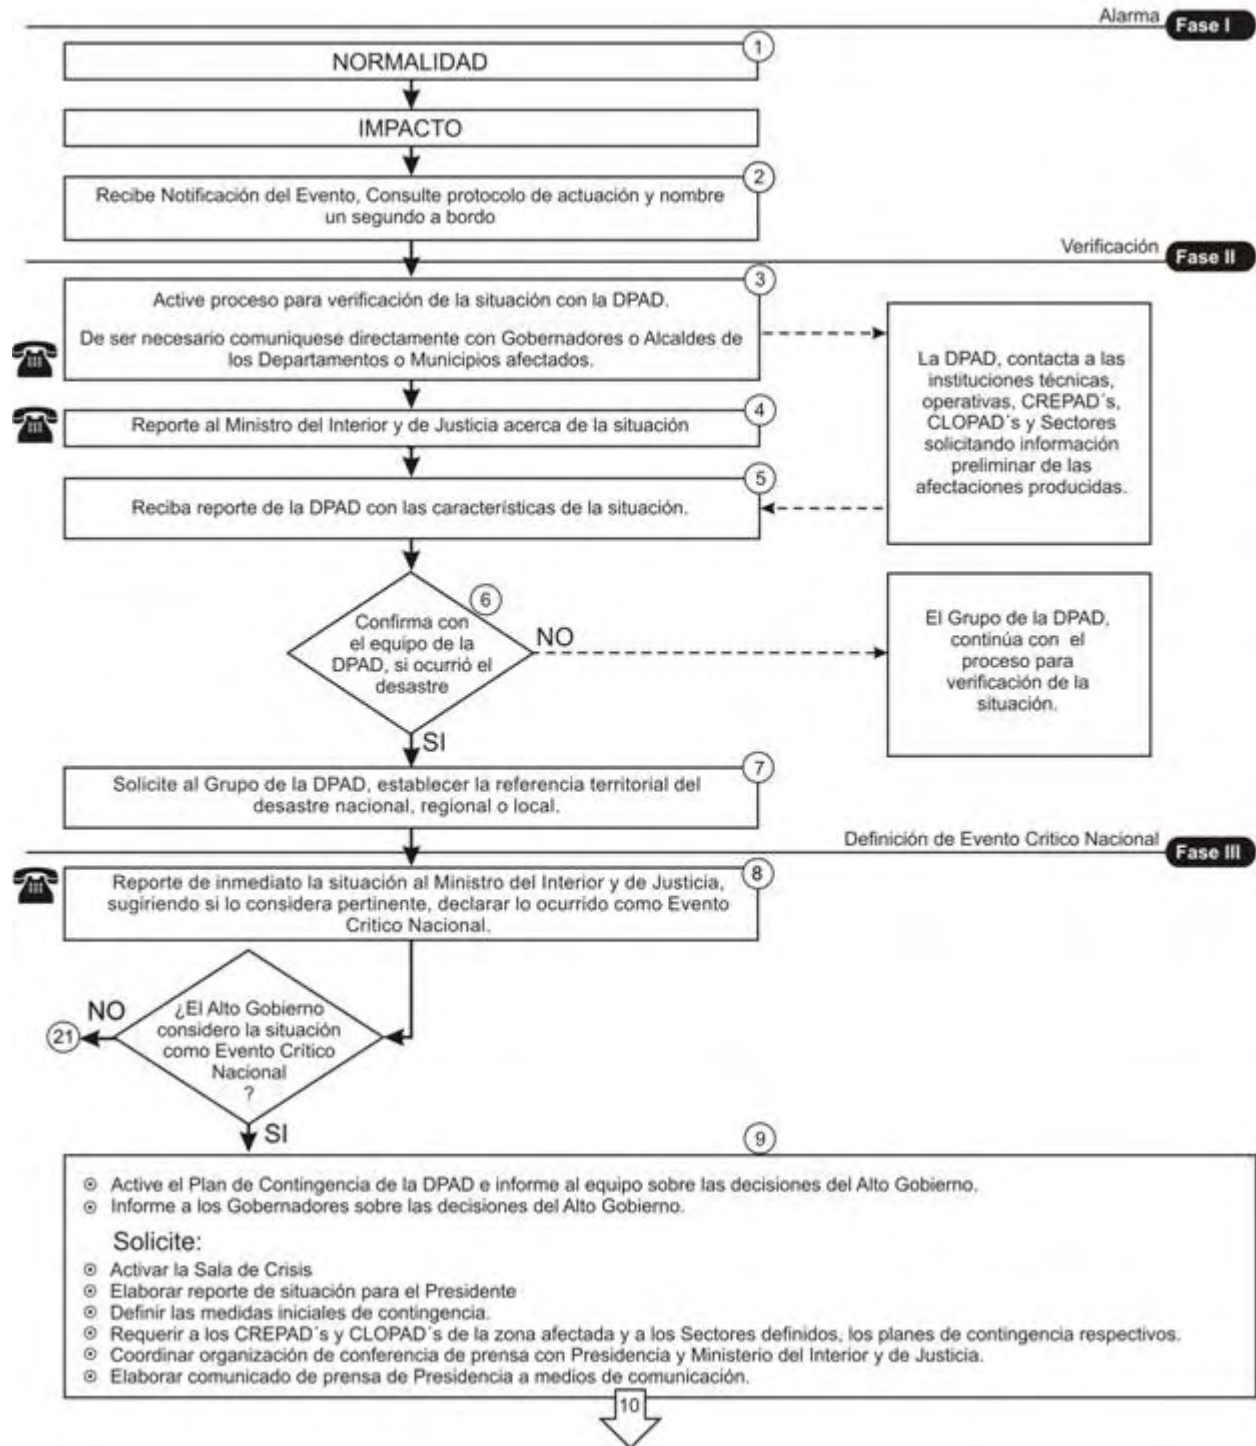 Alarma Fase I
1
NORMALIDAD
IMPACTO
2
Recibe Notificación del Evento, Consulte protocolo de actuación y nombre
un segundo a bordo
Verificación Fase II
3
Active proceso para verificación de la situación con la DPAD.
De ser necesario comuniquese directamente con Gobernadores o Alcaldes de
los Departamentos o Municipios afectados.
La DPAD, contacta a las
instituciones técnicas,
operativas, CREPAD´s,
CLOPAD´s y Sectores
solicitando información
preliminar de las
afectaciones producidas.
4
Reporte al Ministro del Interior y de Justicia acerca de la situación
5
Reciba reporte de la DPAD con las características de la situación.
6
Confirma con
el equipo de la
DPAD, si ocurrió el
desastre
NO
El Grupo de la DPAD,
continúa con el
proceso para
verificación de la
situación.
SI
7
Solicite al Grupo de la DPAD, establecer la referencia territorial del
desastre nacional, regional o local.
Definición de Evento Critico Nacional Fase III
8
Reporte de inmediato la situación al Ministro del Interior y de Justicia,
sugiriendo si lo considera pertinente, declarar lo ocurrido como Evento
Critico Nacional.
NO
21
¿El Alto Gobierno
considero la situación
como Evento Crítico
Nacional
?
SI
9
Active el Plan de Contingencia de la DPAD e informe al equipo sobre las decisiones del Alto Gobierno.
Informe a los Gobernadores sobre las decisiones del Alto Gobierno.
Solicite:
Activar la Sala de Crisis
Elaborar reporte de situación para el Presidente
Definir las medidas iniciales de contingencia.
Requerir a los CREPAD´s y CLOPAD´s de la zona afectada y a los Sectores definidos, los planes de contingencia respectivos.
Coordinar organización de conferencia de prensa con Presidencia y Ministerio del Interior y de Justicia.
Elaborar comunicado de prensa de Presidencia a medios de comunicación.
10